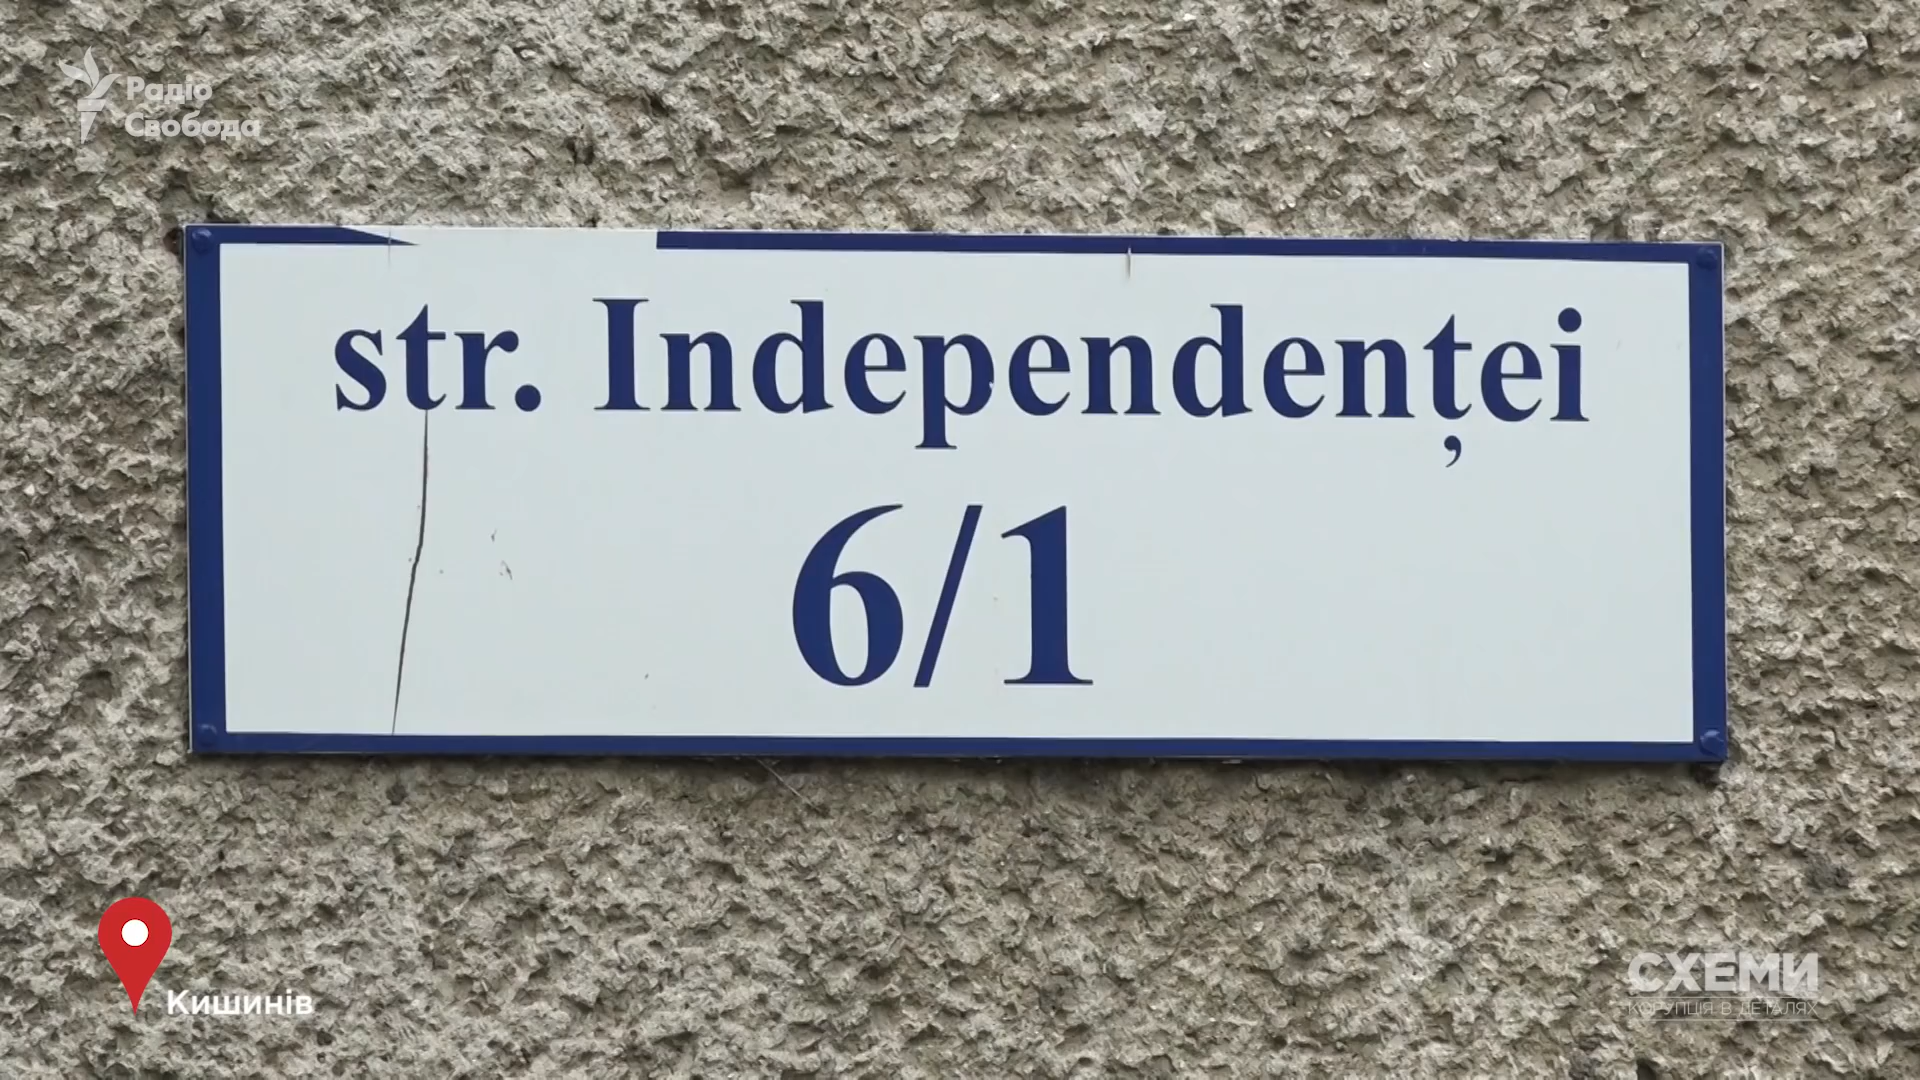 Радіо
Свобода
str. Independenței
6/1
Кишинів
СХЕМИ
КОРУПЦІЯ В ДЕТАЛЯХ